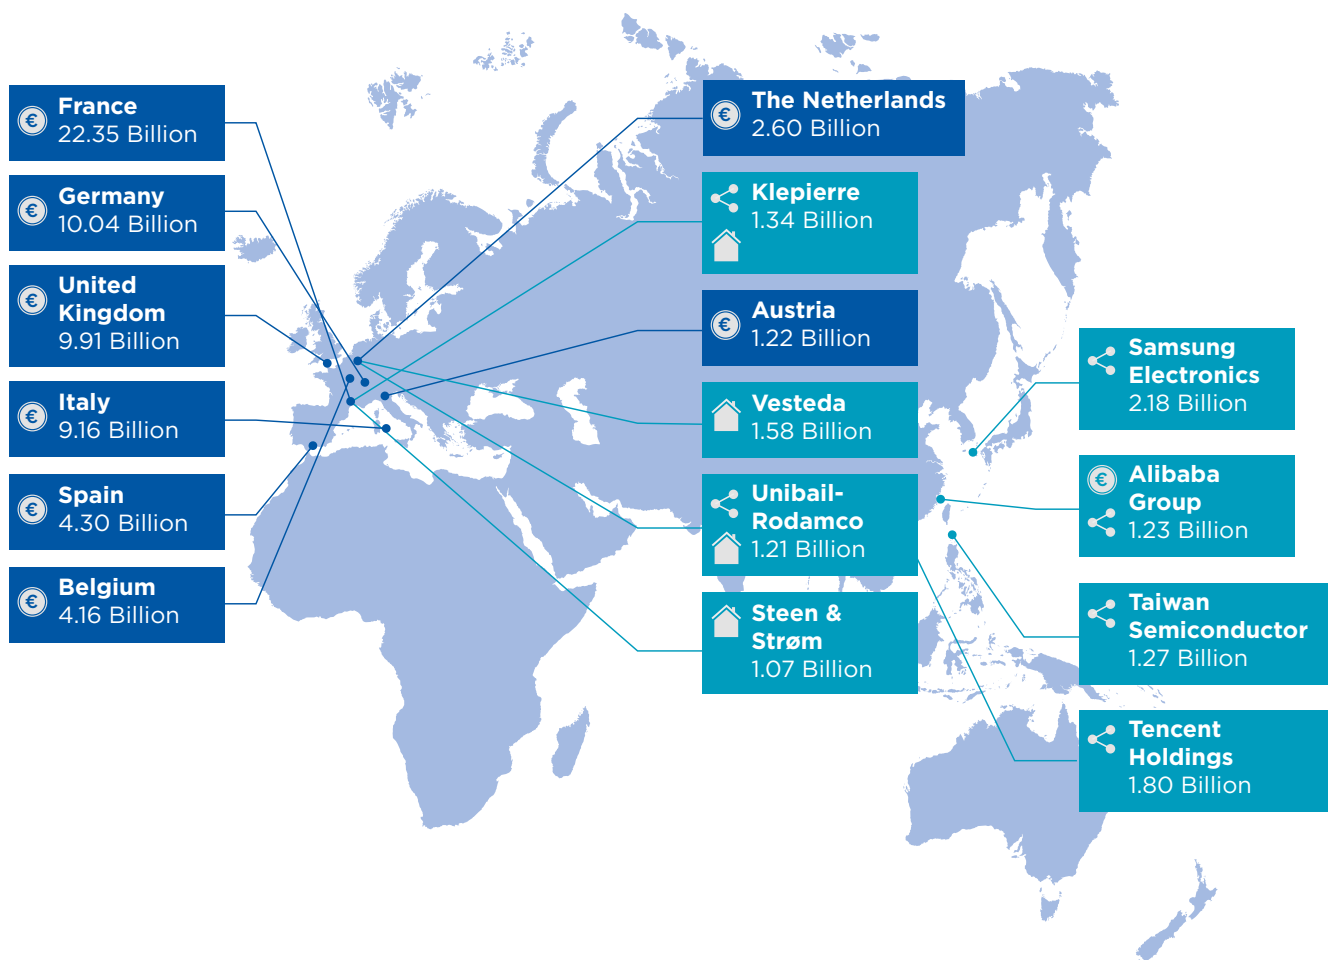 France
22.35 Billion
Germany
10.04 Billion
United
Kingdom
9.91 Billion
Italy
9.16 Billion
Spain
4.30 Billion
Belgium
4.16 Billion
The Netherlands
2.60 Billion
Klepierre
1.34 Billion
Austria
1.22 Billion
Vesteda
1.58 Billion
Unibail-
Rodamco
1.21 Billion
Steen &
Strøm
1.07 Billion
Samsung
Electronics
2.18 Billion
Alibaba
Group
1.23 Billion
Taiwan
Semiconductor
1.27 Billion
Tencent
Holdings
1.80 Billion